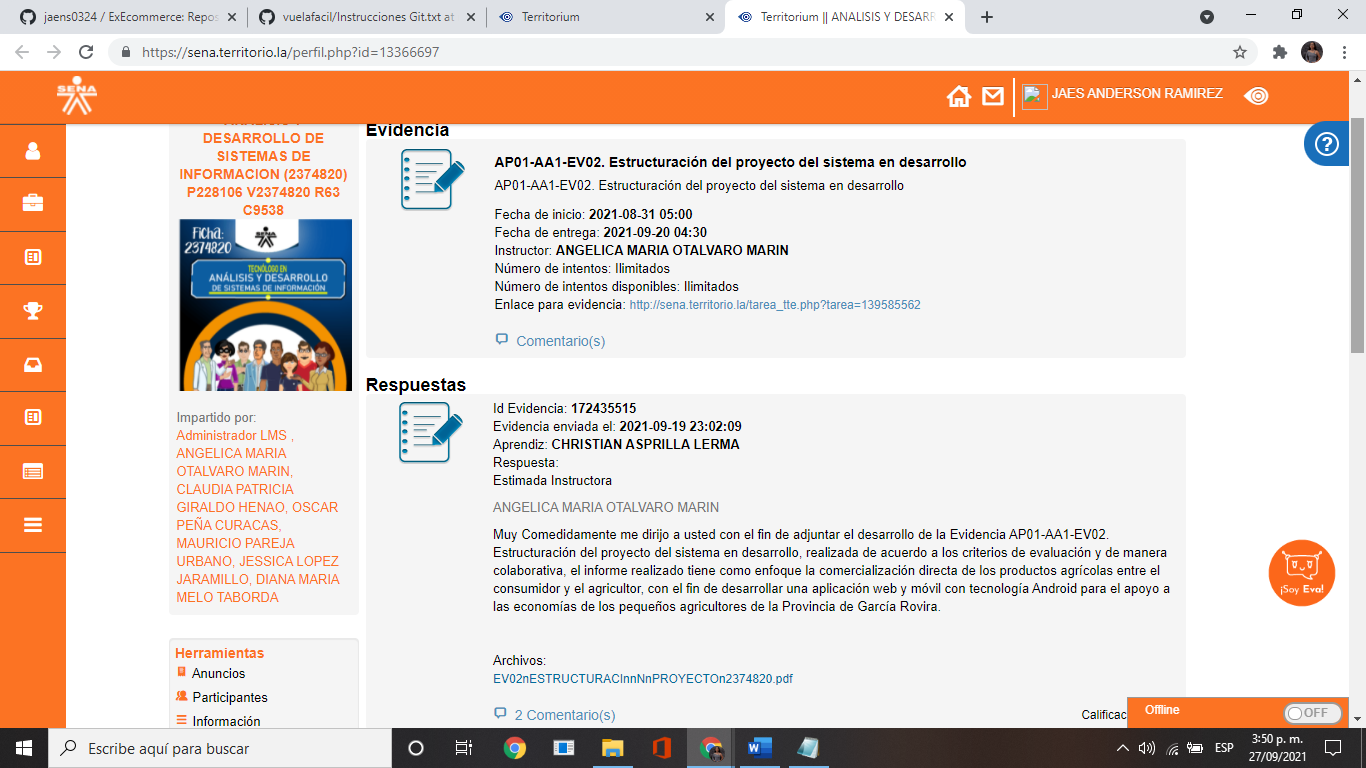 jaens0324 / ExEcommerce: Repos
vuelafacil/Instrucciones Git.txt at
Territorium
Territorium || ANALISIS Y DESARR
https://sena.territorio.la/perfil.php?id=13366697
SENA
JAES ANDERSON RAMIREZ
DESARROLLO DE
SISTEMAS DE
INFORMACION (2374820)
P228106 V2374820 R63
C9538
Ficha:
2374820
TECNÓLOGO EN
ANÁLISIS Y DESARROLLO
DE SISTEMAS DE INFORMACIÓN
Impartido por:
Administrador LMS ,
ANGELICA MARIA
OTALVARO MARIN,
CLAUDIA PATRICIA
GIRALDO HENAO, OSCAR
PEÑA CURACAS,
MAURICIO PAREJA
URBANO, JESSICA LOPEZ
JARAMILLO, DIANA MARIA
MELO TABORDA
Herramientas
Anuncios
Participantes
Información
Evidencia
AP01-AA1-EV02. Estructuración del proyecto del sistema en desarrollo
AP01-AA1-EV02. Estructuración del proyecto del sistema en desarrollo
Fecha de inicio: 2021-08-31 05:00
Fecha de entrega: 2021-09-20 04:30
Instructor: ANGELICA MARIA OTALVARO MARIN
Número de intentos: Ilimitados
Número de intentos disponibles: Ilimitados
Enlace para evidencia: http://sena.territorio.la/tarea_tte.php?tarea=139585562
Comentario(s)
Respuestas
Id Evidencia: 172435515
Evidencia enviada el: 2021-09-19 23:02:09
Aprendiz: CHRISTIAN ASPRILLA LERMA
Respuesta:
Estimada Instructora
ANGELICA MARIA OTALVARO MARIN
Muy Comedidamente me dirijo a usted con el fin de adjuntar el desarrollo de la Evidencia AP01-AA1-EV02.
Estructuración del proyecto del sistema en desarrollo, realizada de acuerdo a los criterios de evaluación y de manera
colaborativa, el informe realizado tiene como enfoque la comercialización directa de los productos agrícolas entre el
consumidor y el agricultor, con el fin de desarrollar una aplicación web y móvil con tecnología Android para el apoyo a
las economías de los pequeños agricultores de la Provincia de García Rovira.
Archivos:
EV02nESTRUCTURACInnNnPROYECTOn2374820.pdf
2 Comentario(s)
Calificac
¡Soy Eva!
Offline
OFF
Escribe aquí para buscar
ESP
3:50 p. m.
27/09/2021